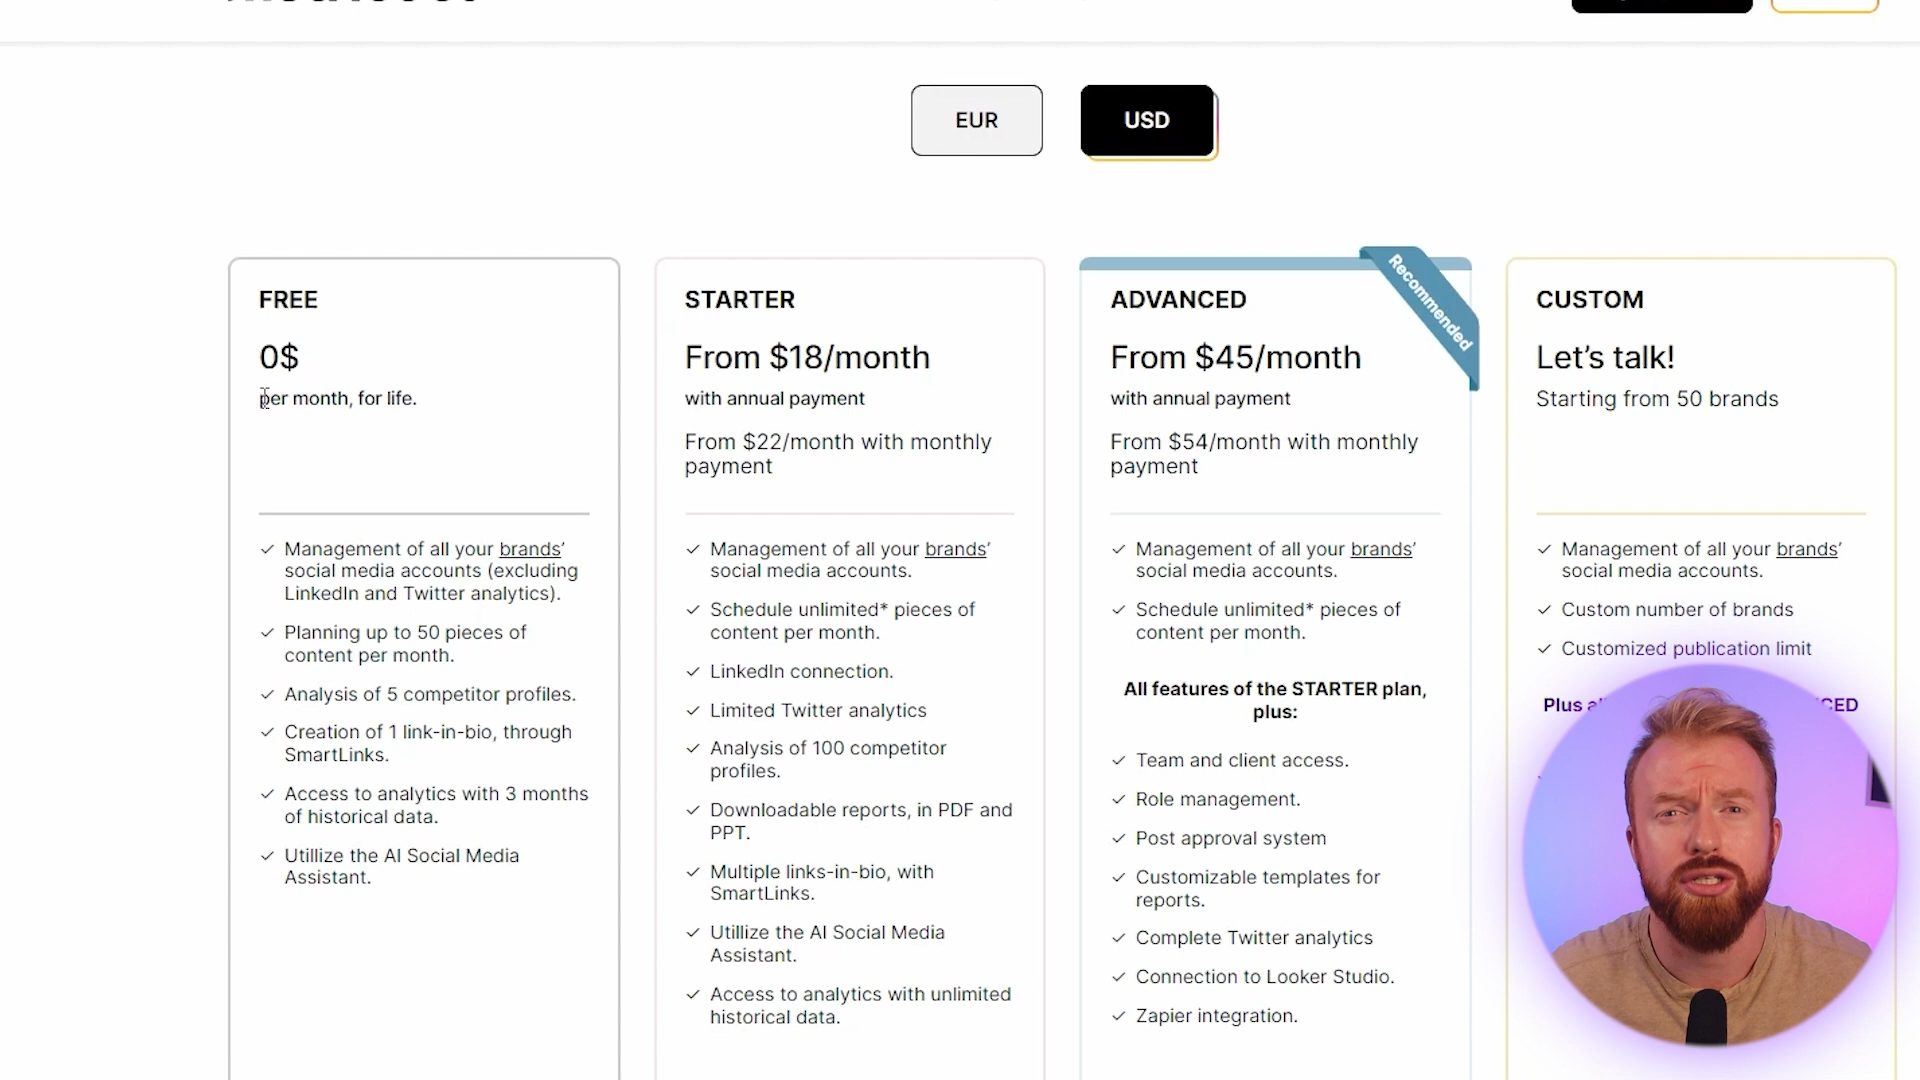 EUR
USD
FREE
0$
per month, for life.
Management of all your brands’
social media accounts (excluding
LinkedIn and Twitter analytics).
Planning up to 50 pieces of
content per month.
Analysis of 5 competitor profiles.
Creation of 1 link-in-bio, through
SmartLinks.
Access to analytics with 3 months
of historical data.
Utillize the AI Social Media
Assistant.
STARTER
From $18/month
with annual payment
From $22/month with monthly
payment
Management of all your brands’
social media accounts.
Schedule unlimited* pieces of
content per month.
LinkedIn connection.
Limited Twitter analytics
Analysis of 100 competitor
profiles.
Downloadable reports, in PDF and
PPT.
Multiple links-in-bio, with
SmartLinks.
Utillize the AI Social Media
Assistant.
Access to analytics with unlimited
historical data.
Recommended
ADVANCED
From $45/month
with annual payment
From $54/month with monthly
payment
Management of all your brands’
social media accounts.
Schedule unlimited* pieces of
content per month.
All features of the STARTER plan,
plus:
Team and client access.
Role management.
Post approval system
Customizable templates for
reports.
Complete Twitter analytics
Connection to Looker Studio.
Zapier integration.
CUSTOM
Let’s talk!
Starting from 50 brands
Management of all your brands’
social media accounts.
Custom number of brands
Customized publication limit
Plus